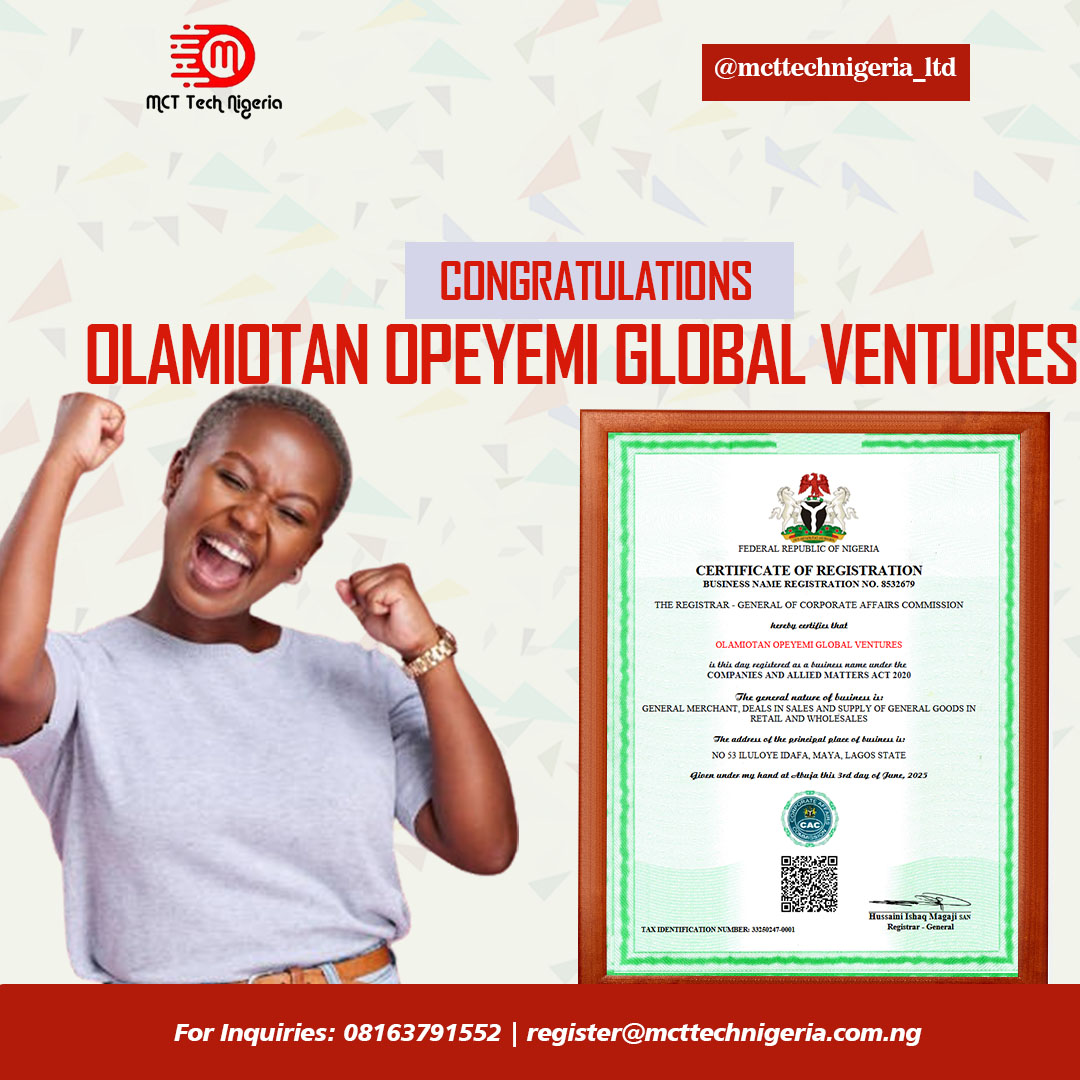 M
MCT Tech Nigeria
@mcttechnigeria_ltd
CONGRATULATIONS
OLAMIOTAN OPEYEMI GLOBAL VENTURES
FEDERAL REPUBLIC OF NIGERIA
CERTIFICATE OF REGISTRATION
BUSINESS NAME REGISTRATION NO. 8532679
THE REGISTRAR - GENERAL OF CORPORATE AFFAIRS COMMISSION
hereby certifies that
OLAMIOTAN OPEYEMI GLOBAL VENTURES
is this day registered as a business name under the
COMPANIES AND ALLIED MATTERS ACT 2020
The general nature of business is:
GENERAL MERCHANT, DEALS IN SALES AND SUPPLY OF GENERAL GOODS IN
RETAIL AND WHOLESALES
The address of the principal place of business is:
NO 53 ILULOYE IDAFA, MAYA, LAGOS STATE
Given under my hand at Abuja this 3rd day of June, 2025
CORPORATE AFFAIRS
CAC
COMMISSION
Hussaini Ishaq Magaji SAN
Registrar - General
TAX IDENTIFICATION NUMBER: 33250247-0001
For Inquiries: 08163791552 | register@mcttechnigeria.com.ng